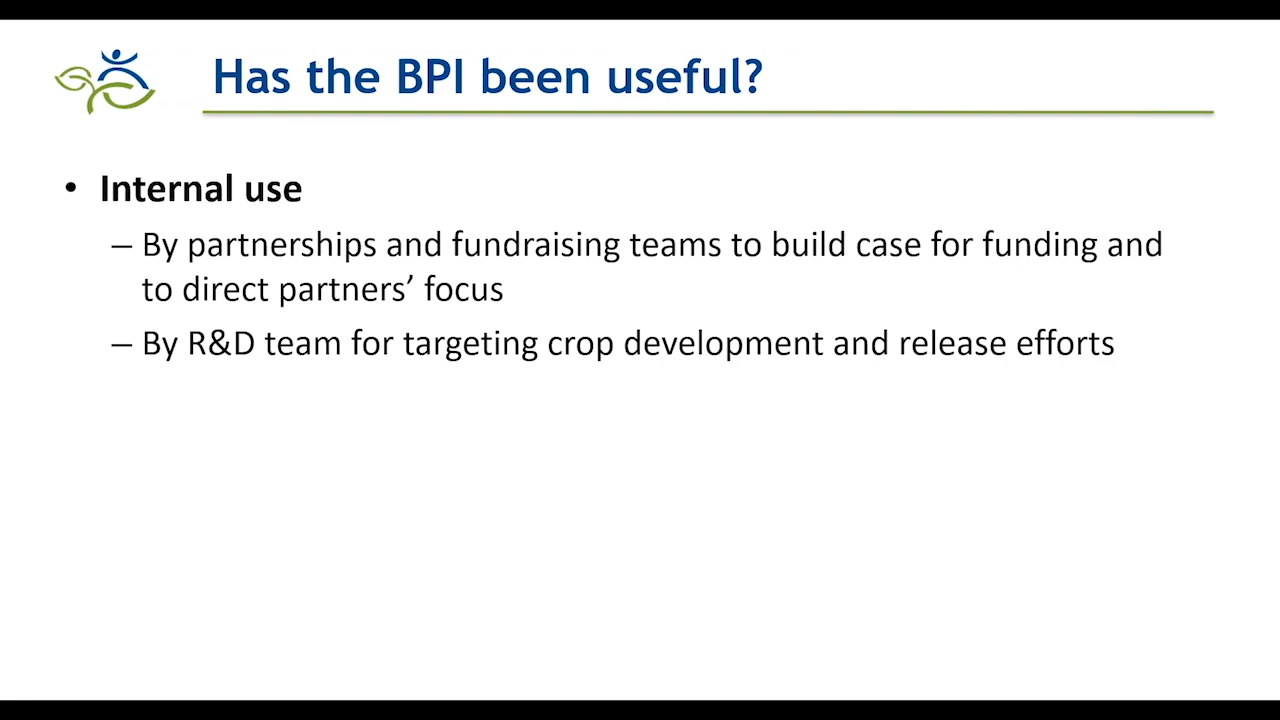 Has the BPI been useful?
• Internal use
– By partnerships and fundraising teams to build case for funding and
to direct partners’ focus
– By R&D team for targeting crop development and release efforts